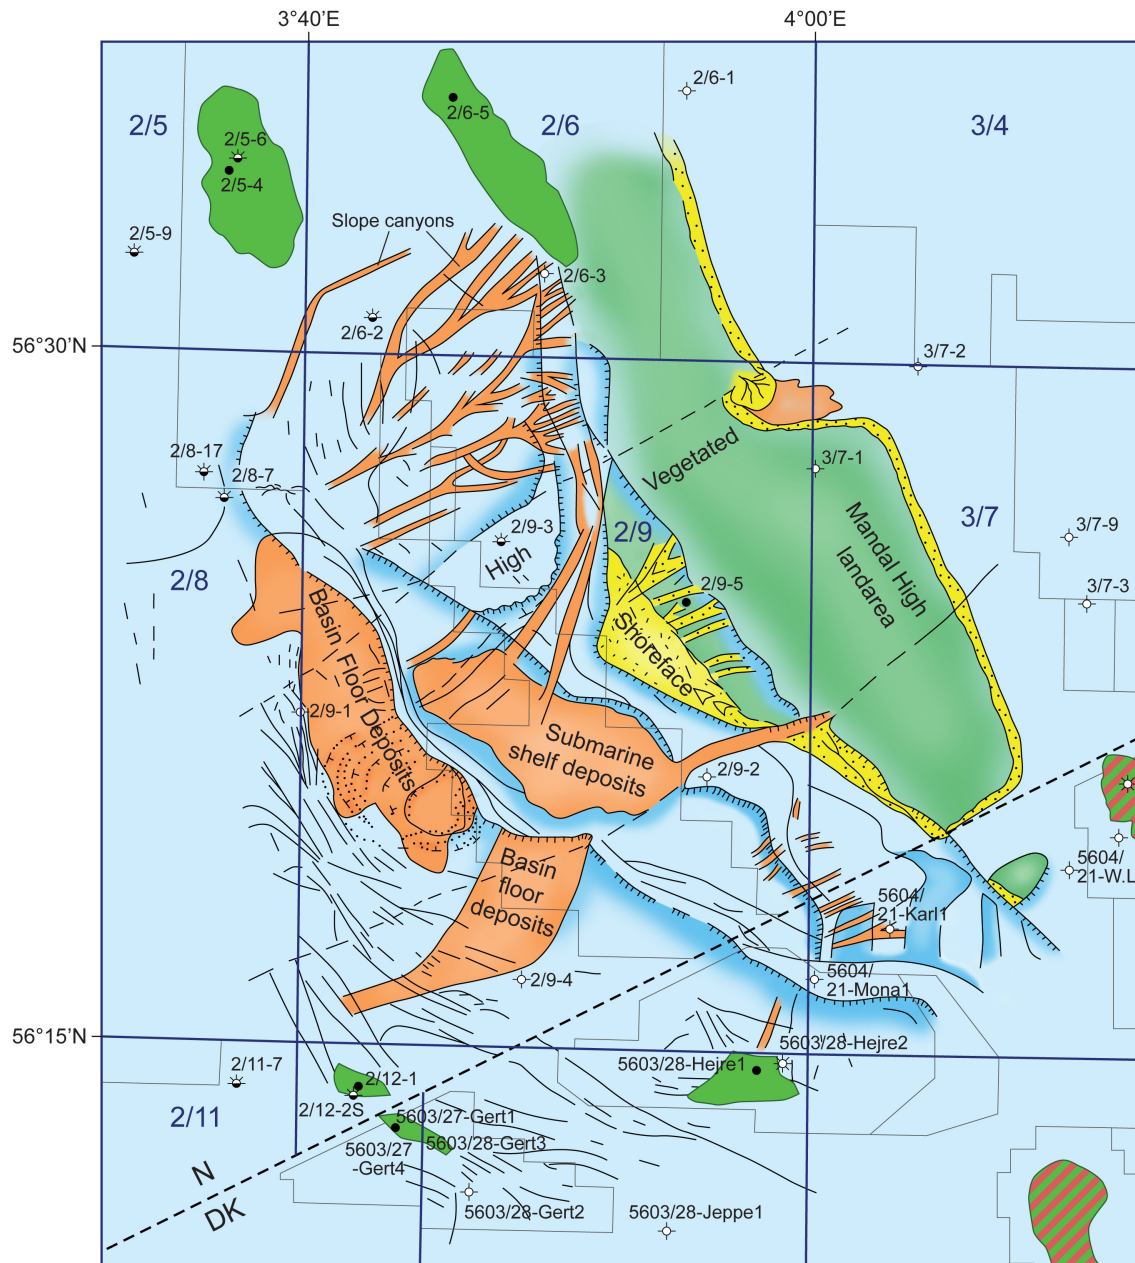 3°40'E
4°00'E
2/6-1
2/5
2/6-5
2/6
3/4
2/5-6
2/5-4
Slope canyons
2/5-9
2/6-3
2/6-2
56°30'N
3/7-2
2/8-17
2/8-7
Vegetated
3/7-1
Mandal High
landarea
2/9-3
2/9
3/7
3/7-9
High
2/8
2/9-5
3/7-3
Basin Floor Deposits
Shoreface
2/9-1
Submarine
shelf deposits
2/9-2
Basin
floor
deposits
5604/
21-W.L
5604/
21-Karl1
2/9-4
5604/
21-Mona1
56°15'N
5603/28-Hejre2
5603/28-Hejre1
2/11-7
2/12-1
2/12-2S
2/11
5603/27-Gert1
5603/28-Gert3
5603/27
-Gert4
N
DK
5603/28-Gert2
5603/28-Jeppe1